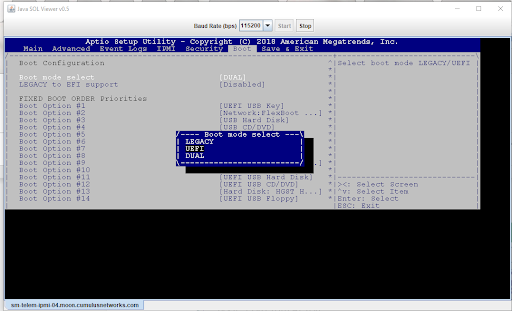 Java SOL Viewer v0.5
Baud Rate (bps) 115200 Start Stop
Aptio Setup Utility - Copyright (C) 2018 American Megatrends, Inc.
Main Advanced Event Logs IPMI Security Boot Save & Exit
Boot Configuration
Select boot mode LEGACY/UEFI
Boot mode select [DUAL]
LEGACY to EFI support [Disabled]
FIXED BOOT ORDER Priorities
Boot Option #1 [UEFI USB Key]
Boot Option #2 [Network:FlexBoot ...]
Boot Option #3 [USB Hard Disk]
Boot Option #4 [USB CD/DVD]
Boot Option #5
Boot Option #6
Boot Option #7
Boot Option #8
Boot Option #9
Boot Option #10
Boot Option #11 [UEFI USB Hard Disk]
Boot Option #12 [UEFI USB CD/DVD]
Boot Option #13 [Hard Disk: HGST H...]
Boot Option #14 [UEFI USB Floppy]
Boot mode select
LEGACY
UEFI
DUAL
><: Select Screen
^v: Select Item
Enter: Select
ESC: Exit
sm-telem-ipmi-04.moon.cumulusnetworks.com